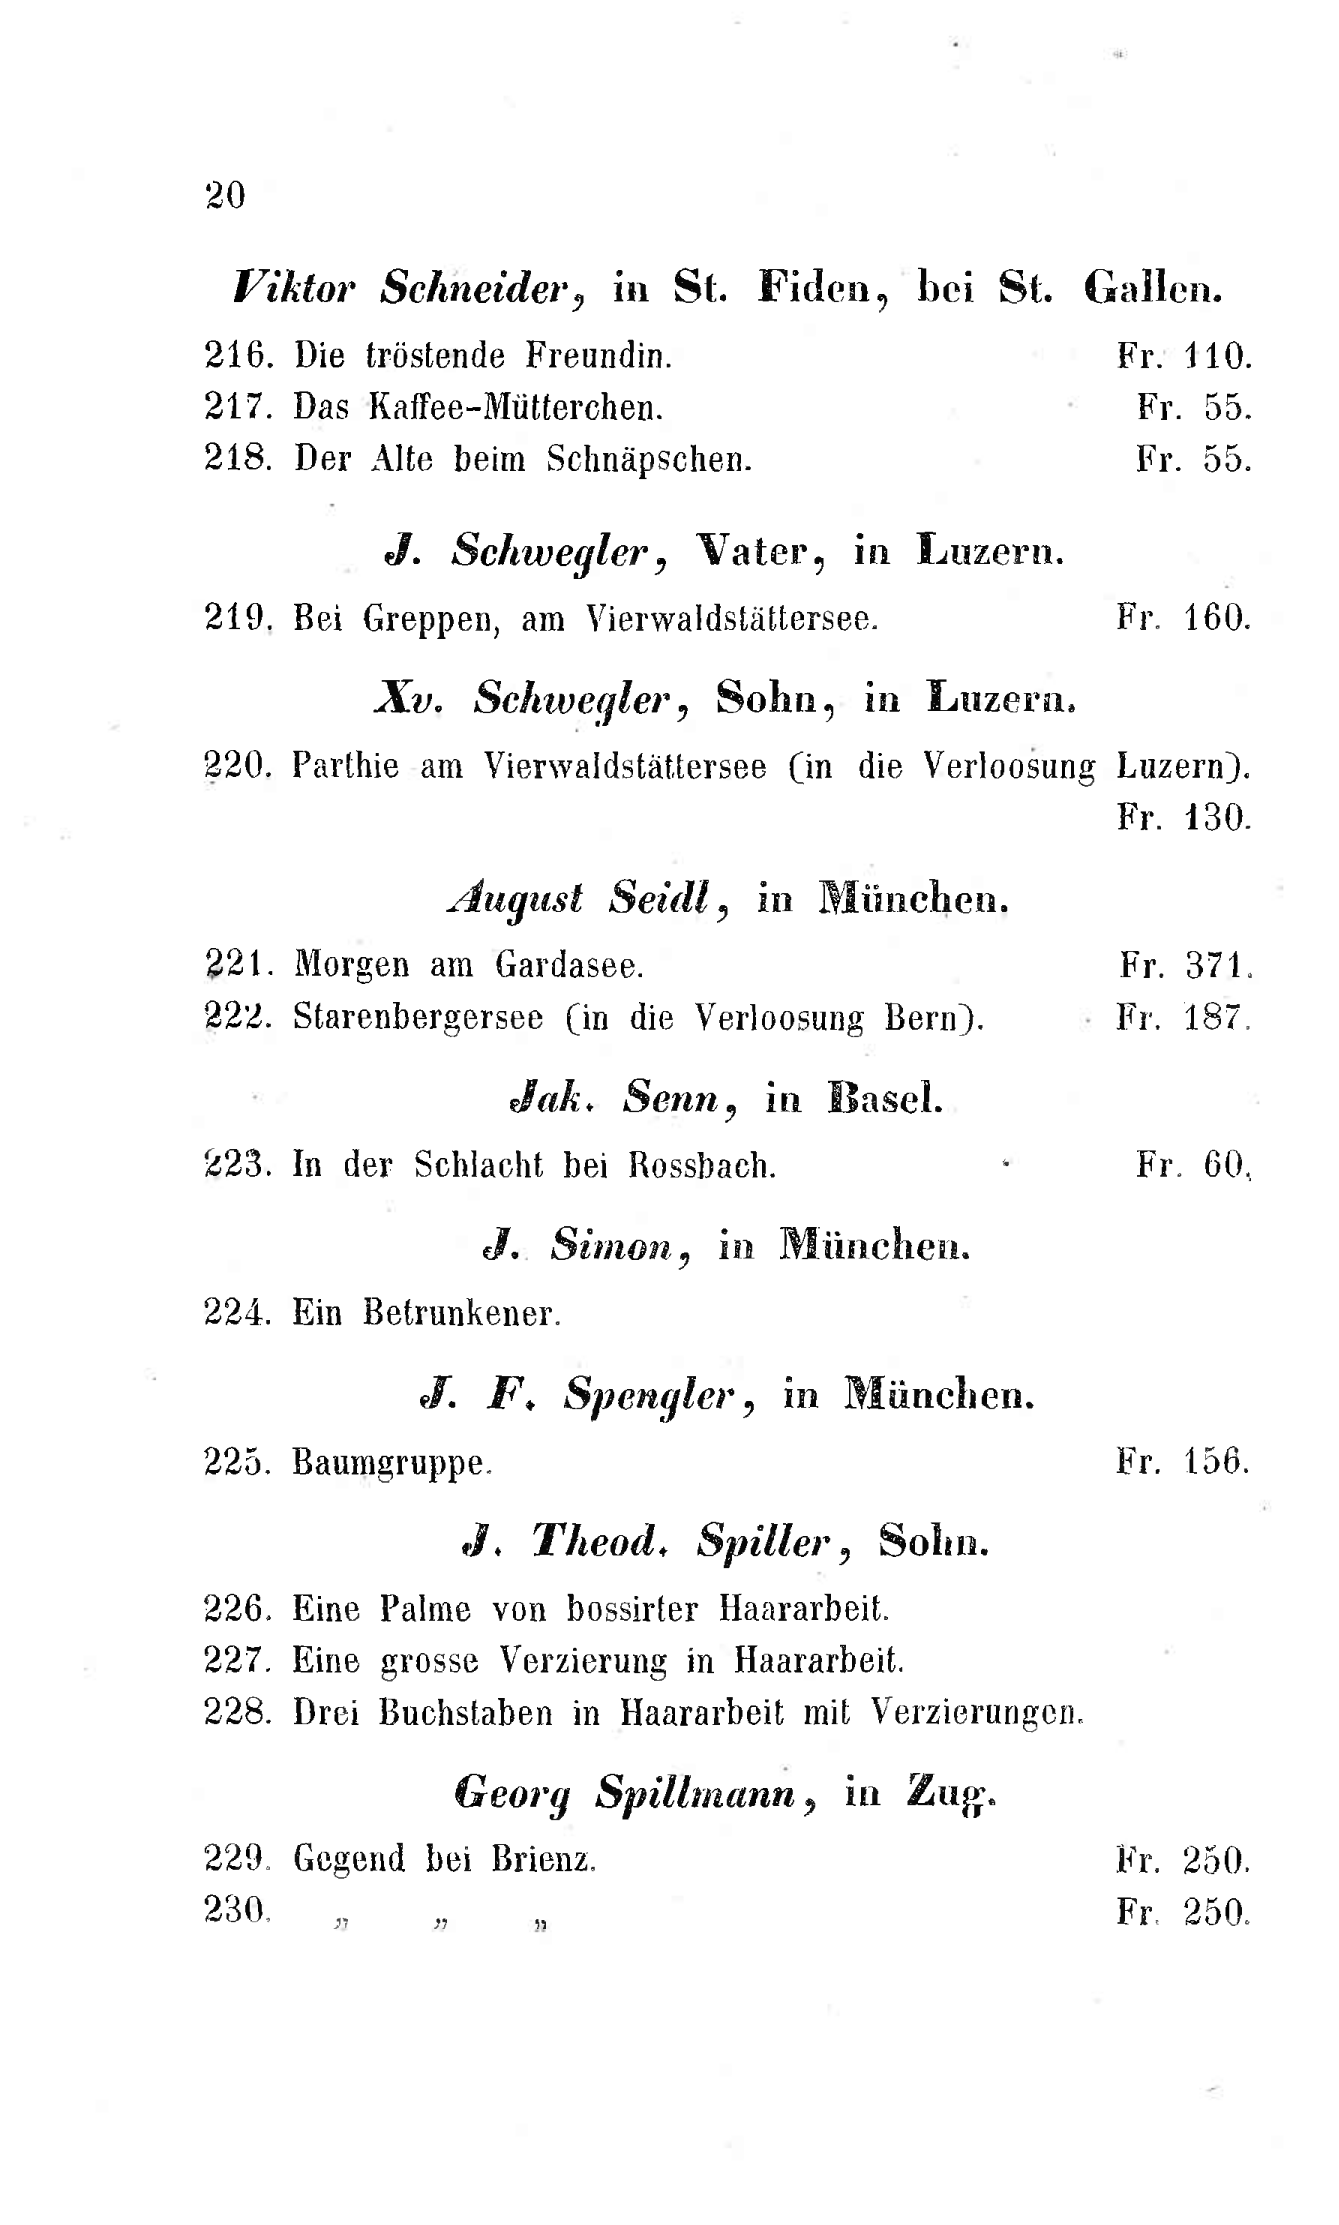 20
Viktor Schneider, in St. Fiden, bei St. Gallen.
216. Die tröstende Freundin. Fr. 110.
217. Das Kaffee-Mütterchen. Fr. 55.
218. Der Alte beim Schnäpschen. Fr. 55.
J. Schwegler, Vater, in Luzern.
219. Bei Greppen, am Vierwaldstättersee. Fr. 160.
Xv. Schwegler, Sohn, in Luzern.
220. Parthie am Vierwaldstättersee (in die Verloosung Luzern).
Fr. 130.
August Seidl, in München.
221. Morgen am Gardasee. Fr. 371.
222. Starenbergersee (in die Verloosung Bern). Fr. 187.
Jak. Senn, in Basel.
223. In der Schlacht bei Rossbach. Fr. 60.
J. Simon, in München.
224. Ein Betrunkener.
J. F. Spengler, in München.
225. Baumgruppe. Fr. 156.
J. Theod. Spiller, Sohn.
226. Eine Palme von bossirter Haararbeit.
227. Eine grosse Verzierung in Haararbeit.
228. Drei Buchstaben in Haararbeit mit Verzierungen.
Georg Spillmann, in Zug.
229. Gegend bei Brienz. Fr. 250.
230. „ „ „ Fr. 250.